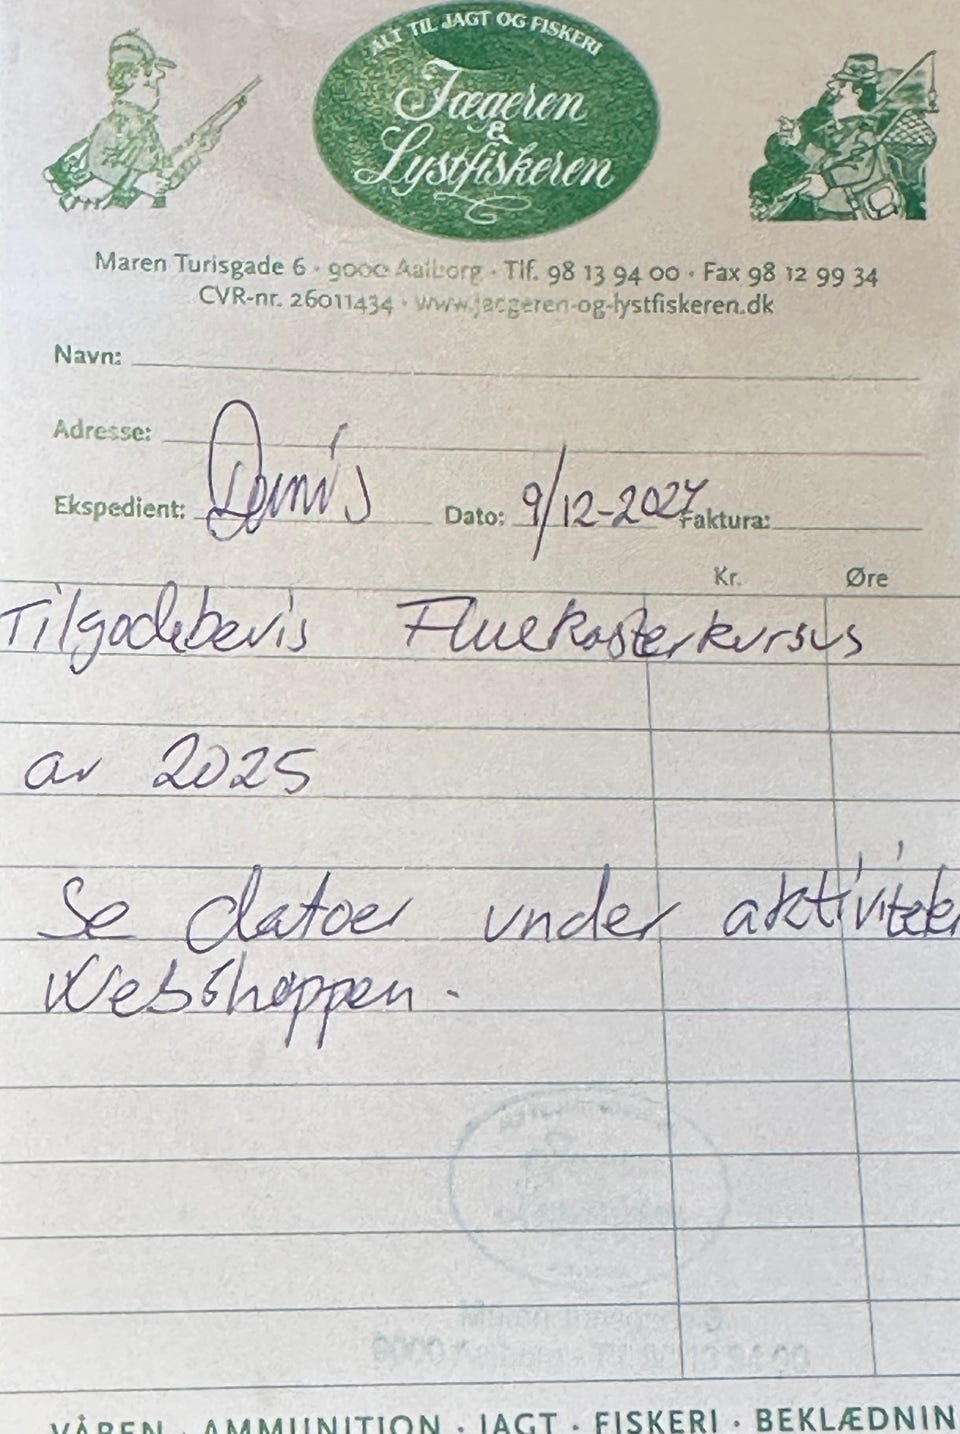 ALT TIL JAGT OG FISKERI
Jægeren
&
Lystfiskeren
Maren Turisgade 6 · 9000 Aalborg · Tlf. 98 13 94 00 · Fax 98 12 99 34
CVR-nr. 26011434 · www.jaegeren-og-lystfiskeren.dk
Navn:
Adresse:
Ekspedient: Dennis Dato: 9/12-2024 Faktura:
Kr. Øre
Tilgodebevis Fluekasterkursus
år 2025
Se datoer under aktiviteter
Webshoppen.
VÅBEN · AMMUNITION · JAGT · FISKERI · BEKLÆDNIN